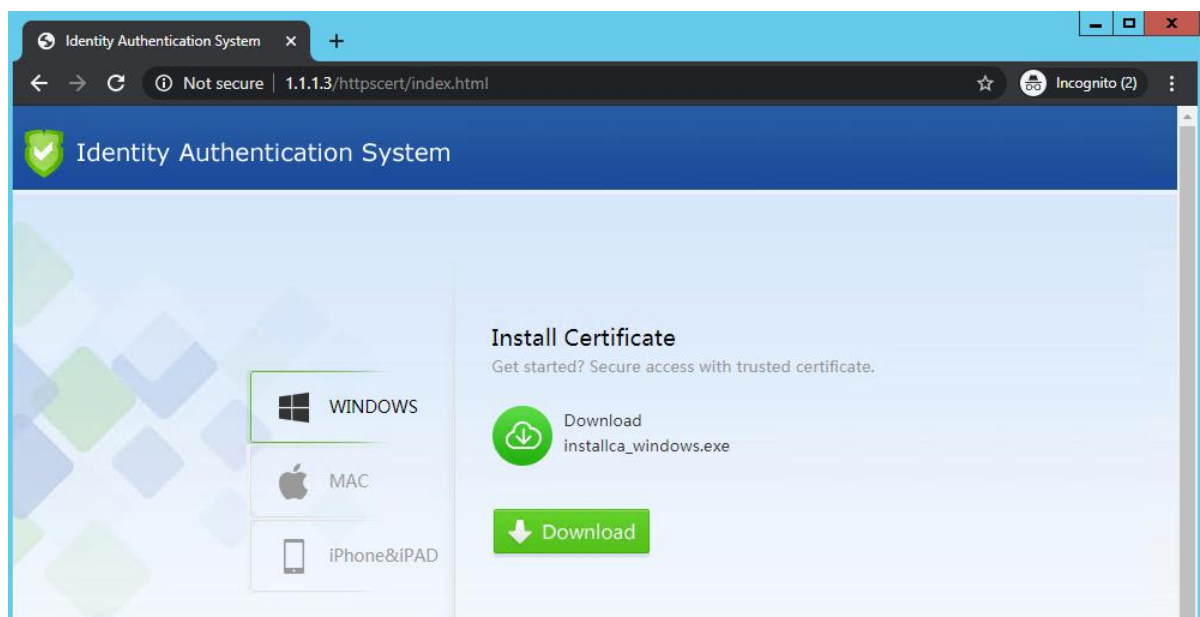 Identity Authentication System
Not secure | 1.1.1.3/httpscert/index.html
Incognito (2)
Identity Authentication System
Install Certificate
Get started? Secure access with trusted certificate.
WINDOWS
Download
installca_windows.exe
MAC
Download
iPhone&iPAD